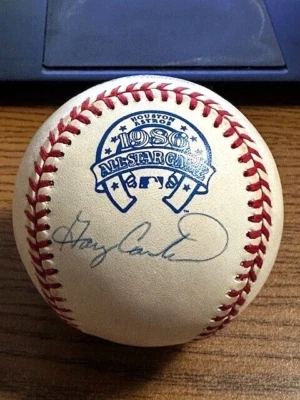 HOUSTON
ASTROS
1986
ALL-STAR GAME
Gary Carter